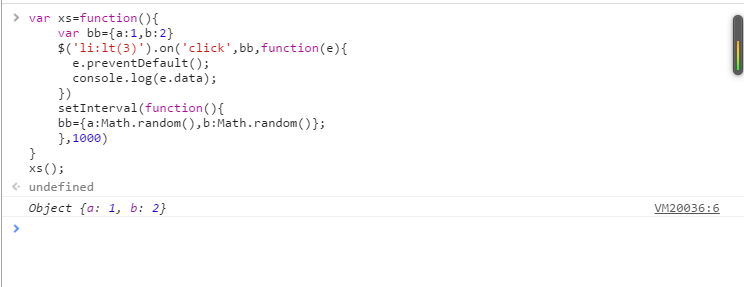 var xs=function(){
    var bb={a:1,b:2}
    $('li:lt(3)').on('click',bb,function(e){
      e.preventDefault();
      console.log(e.data);
    })
    setInterval(function(){
    bb={a:Math.random(),b:Math.random()};
    },1000)
}
xs();
undefined
Object {a: 1, b: 2} VM20036:6